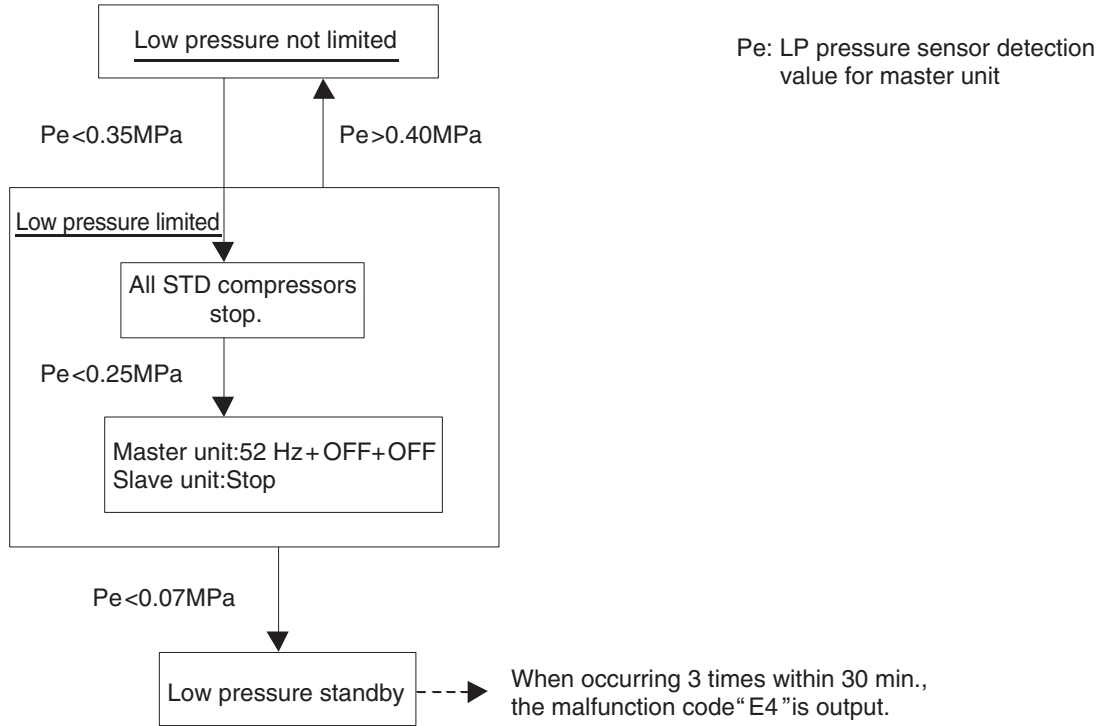 Low pressure not limited
Pe: LP pressure sensor detection
value for master unit
Pe<0.35MPa
Pe>0.40MPa
Low pressure limited
All STD compressors
stop.
Pe<0.25MPa
Master unit:52 Hz+OFF+OFF
Slave unit:Stop
Pe<0.07MPa
Low pressure standby
When occurring 3 times within 30 min.,
the malfunction code“E4”is output.